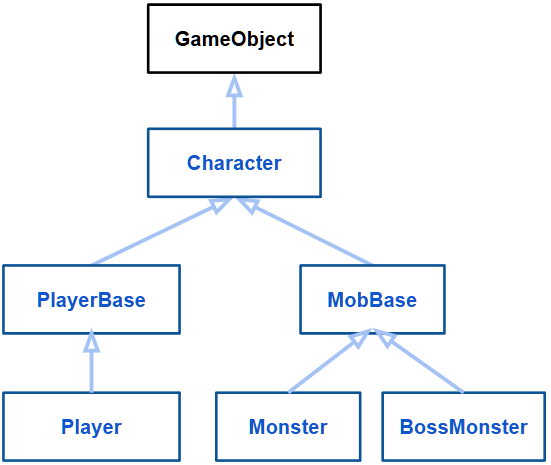 GameObject
Character
PlayerBase
MobBase
Player
Monster
BossMonster